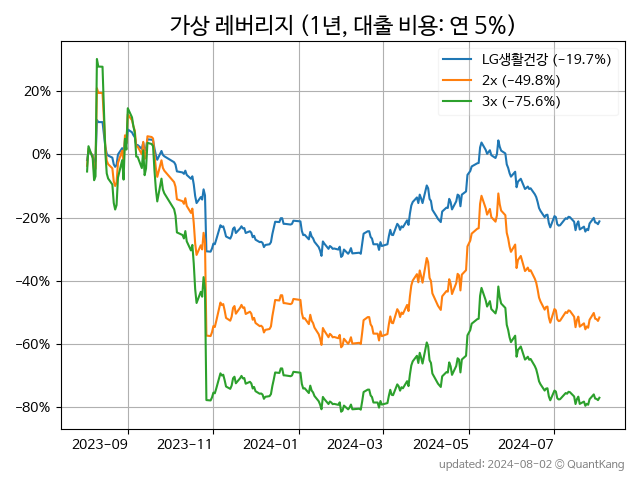 가상 레버리지 (1년, 대출 비용: 연 5%)
LG생활건강 (−19.7%)
2x (−49.8%)
3x (−75.6%)
20%
0%
−20%
−40%
−60%
−80%
2023-09 2023-11 2024-01 2024-03 2024-05 2024-07
updated: 2024-08-02 © QuantKang